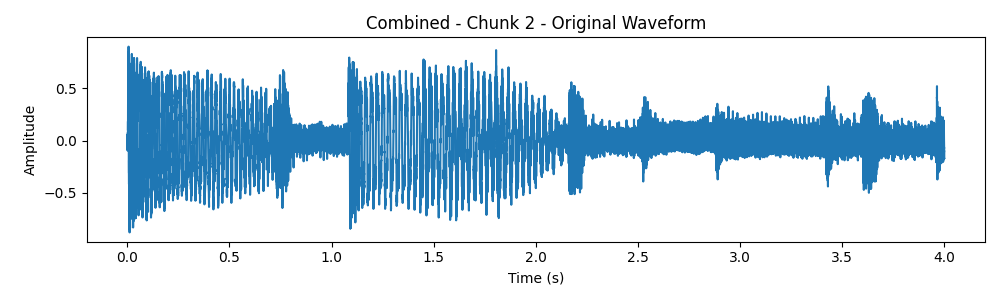 Combined - Chunk 2 - Original Waveform
Amplitude
0.5
0.0
−0.5
0.0 0.5 1.0 1.5 2.0 2.5 3.0 3.5 4.0
Time (s)